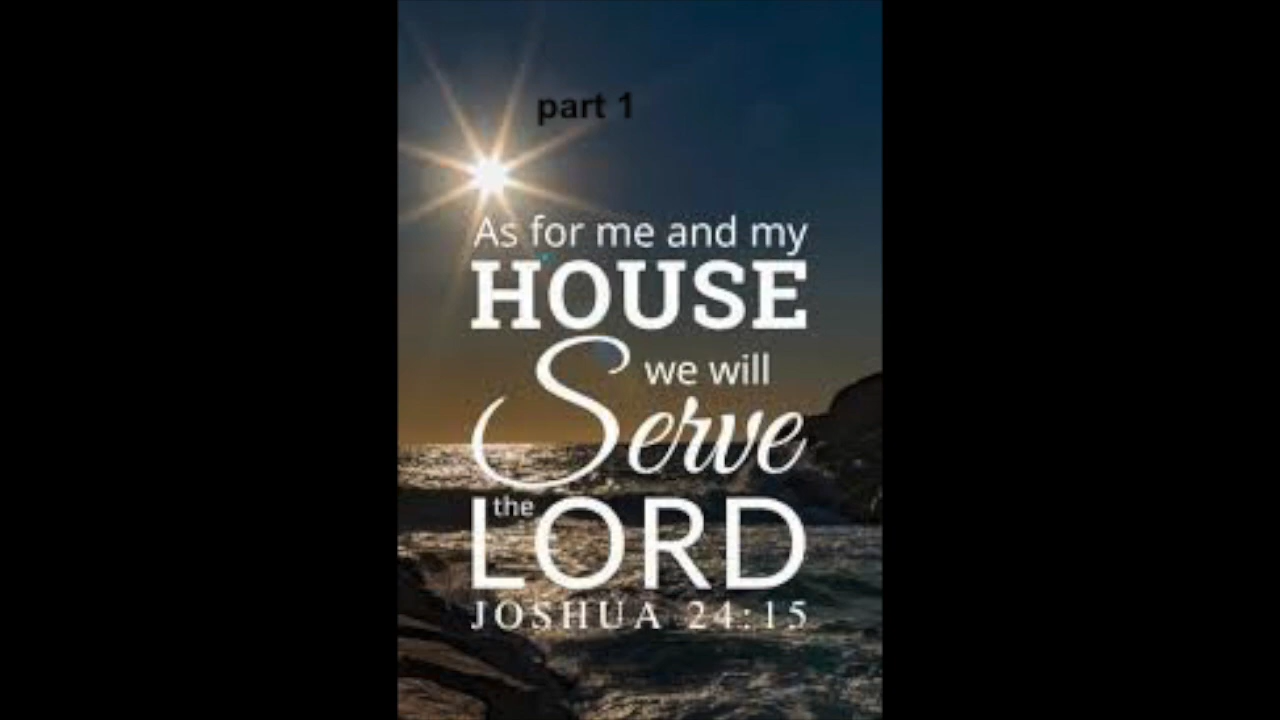 part 1
As for me and my
HOUSE
we will
Serve
the
LORD
JOSHUA 24:15